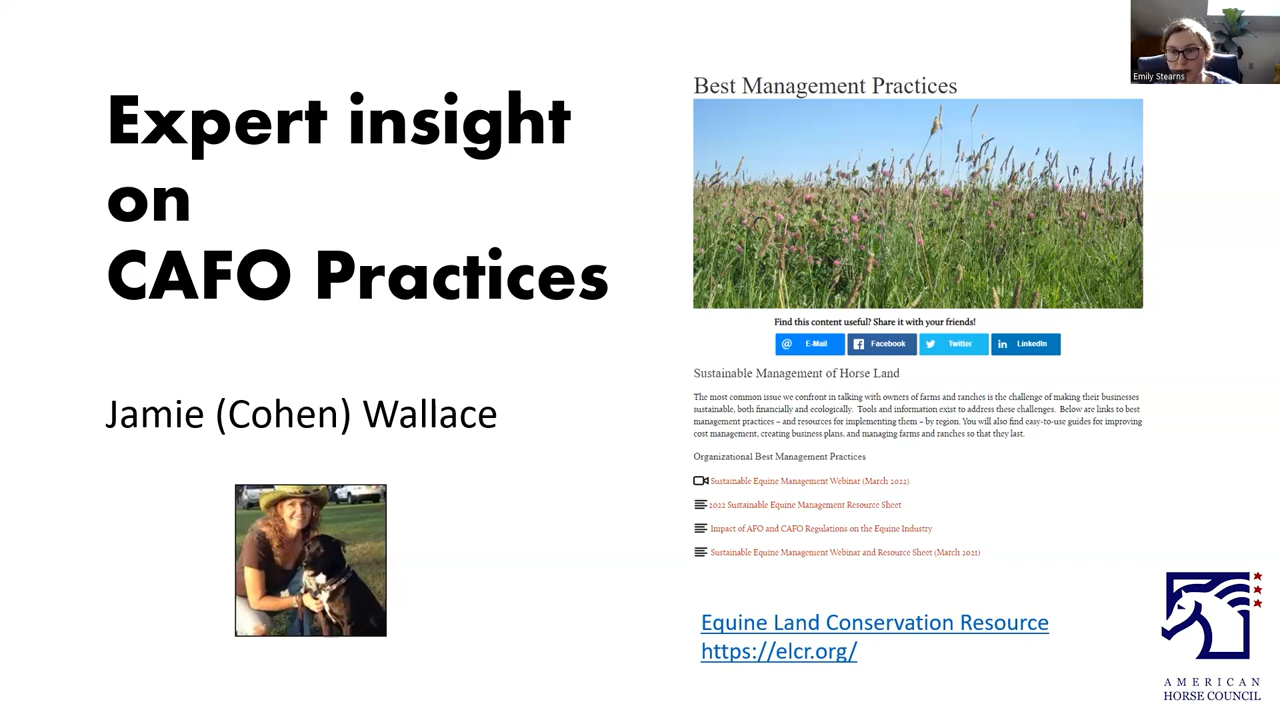 Expert insight
on
CAFO Practices
Jamie (Cohen) Wallace
Emily Stearns
Best Management Practices
Find this content useful? Share it with your friends!
E-Mail
Facebook
Twitter
LinkedIn
Sustainable Management of Horse Land
The most common issue we confront in talking with owners of farms and ranches is the challenge of making their businesses
sustainable, both financially and ecologically. Tools and information exist to address these challenges. Below are links to best
management practices – and resources for implementing them – by region. You will also find easy-to-use guides for improving
cost management, creating business plans, and managing farms and ranches so that they last.
Organizational Best Management Practices
Sustainable Equine Management Webinar (March 2022)
2022 Sustainable Equine Management Resource Sheet
Impact of AFO and CAFO Regulations on the Equine Industry
Sustainable Equine Management Webinar and Resource Sheet (March 2021)
Equine Land Conservation Resource
https://elcr.org/
AMERICAN
HORSE COUNCIL